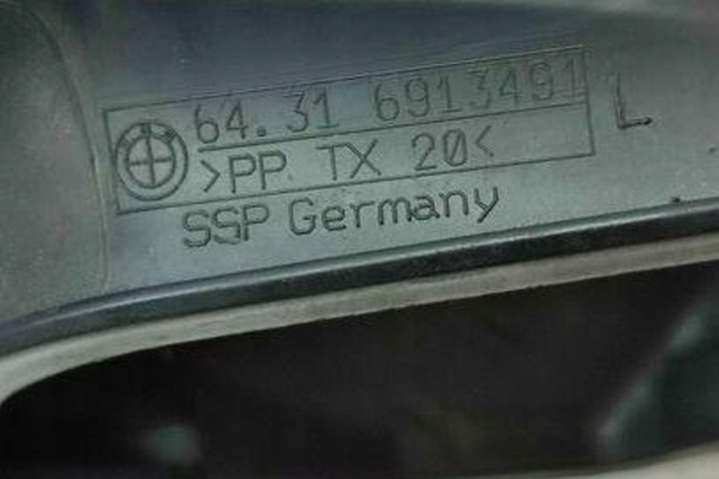 64.31 6913491 L
>PP TX 20<
SSP Germany